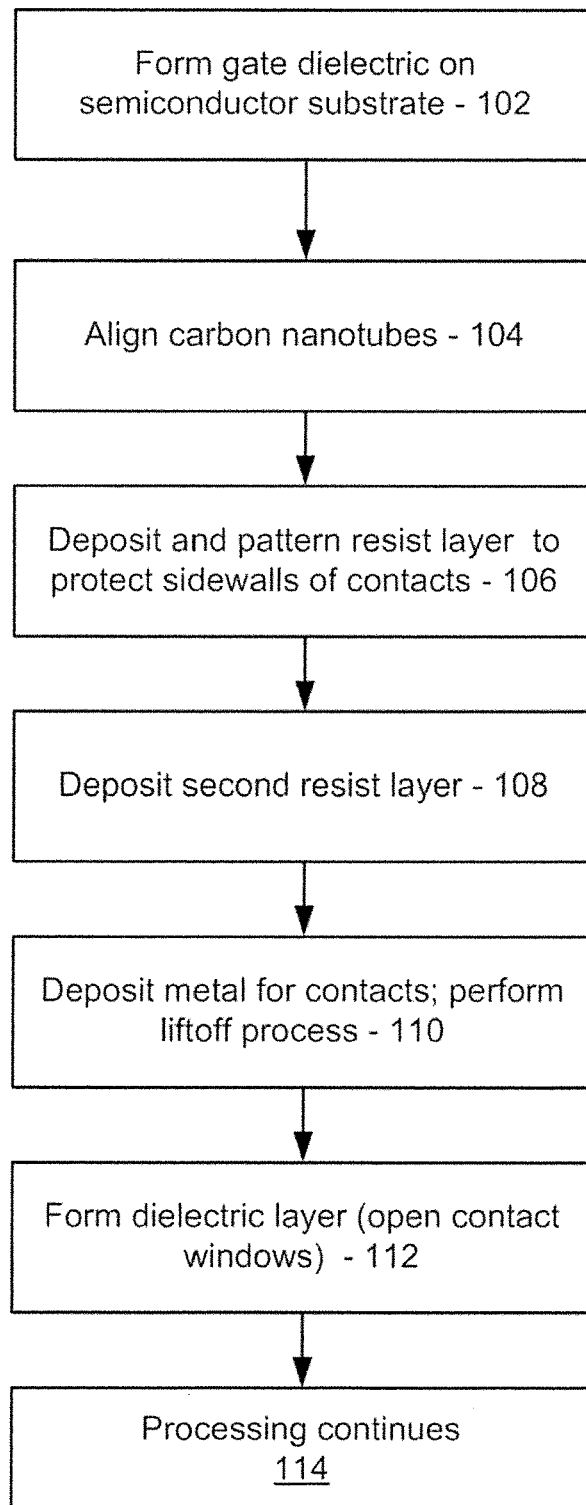 Form gate dielectric on
semiconductor substrate - 102
Align carbon nanotubes - 104
Deposit and pattern resist layer to
protect sidewalls of contacts - 106
Deposit second resist layer - 108
Deposit metal for contacts; perform
liftoff process - 110
Form dielectric layer (open contact
windows) - 112
Processing continues
114